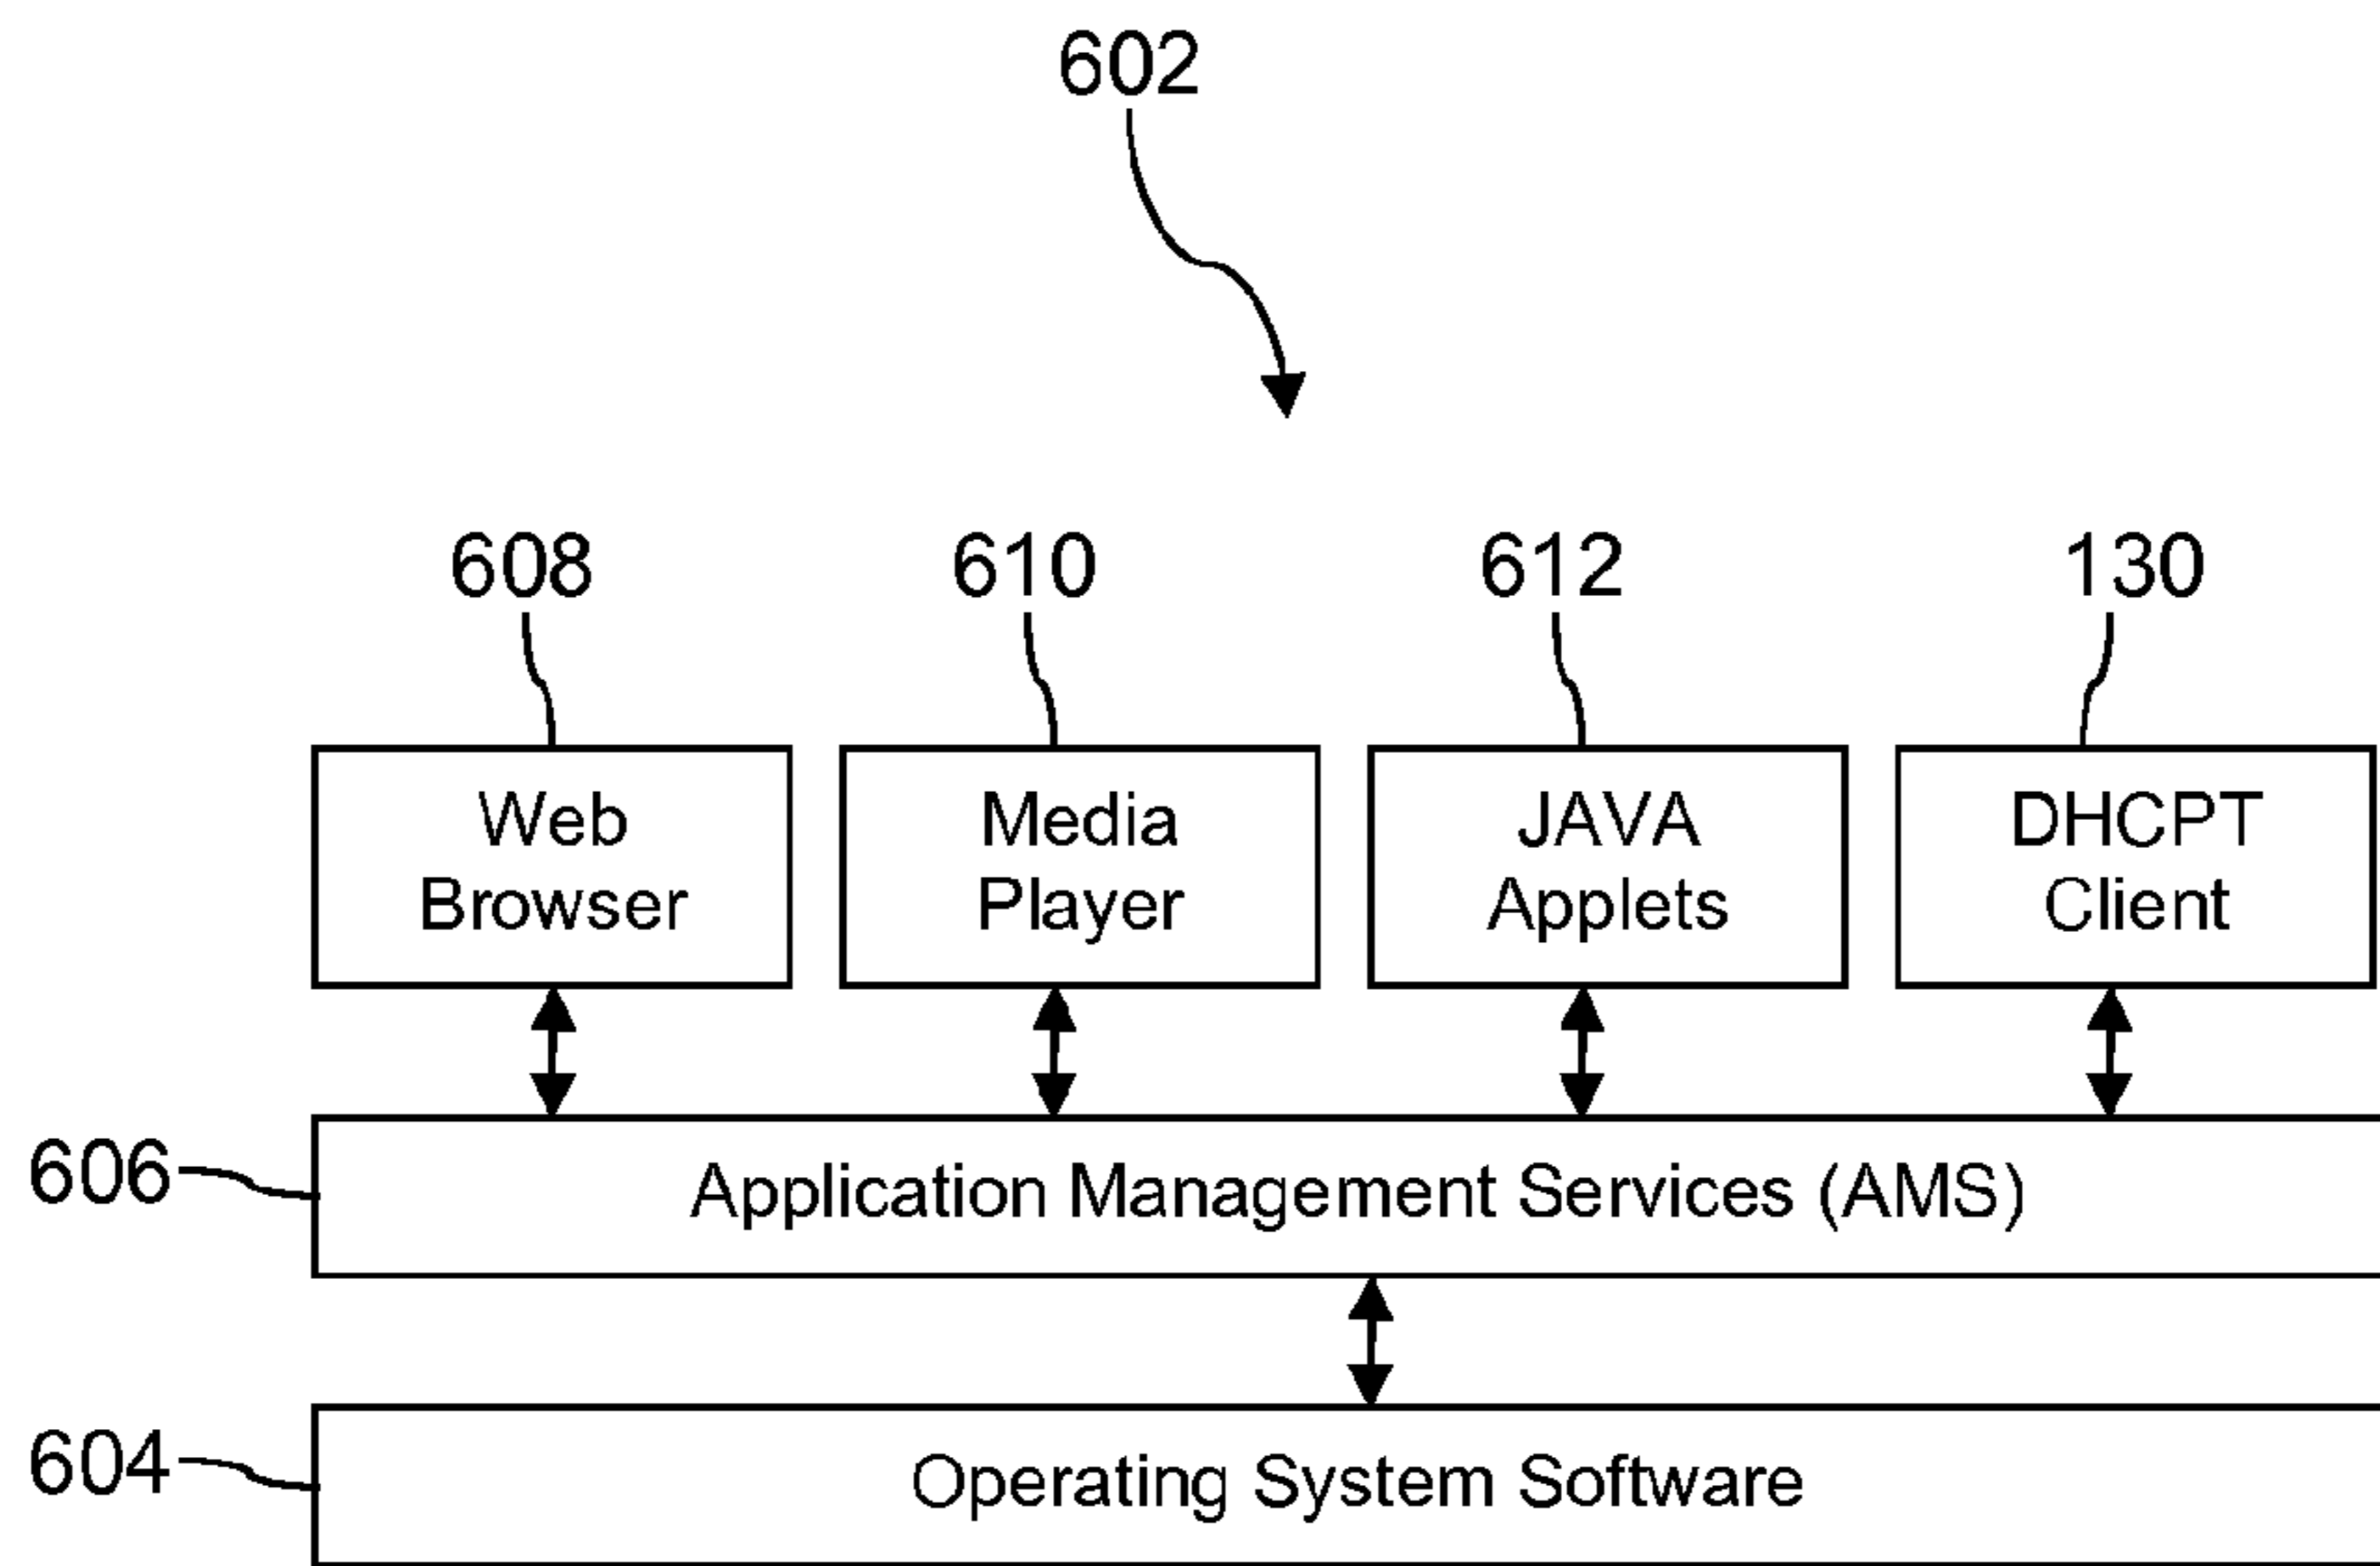 602
608
610
612
130
Web
Browser
Media
Player
JAVA
Applets
DHCPT
Client
606
Application Management Services (AMS)
604
Operating System Software